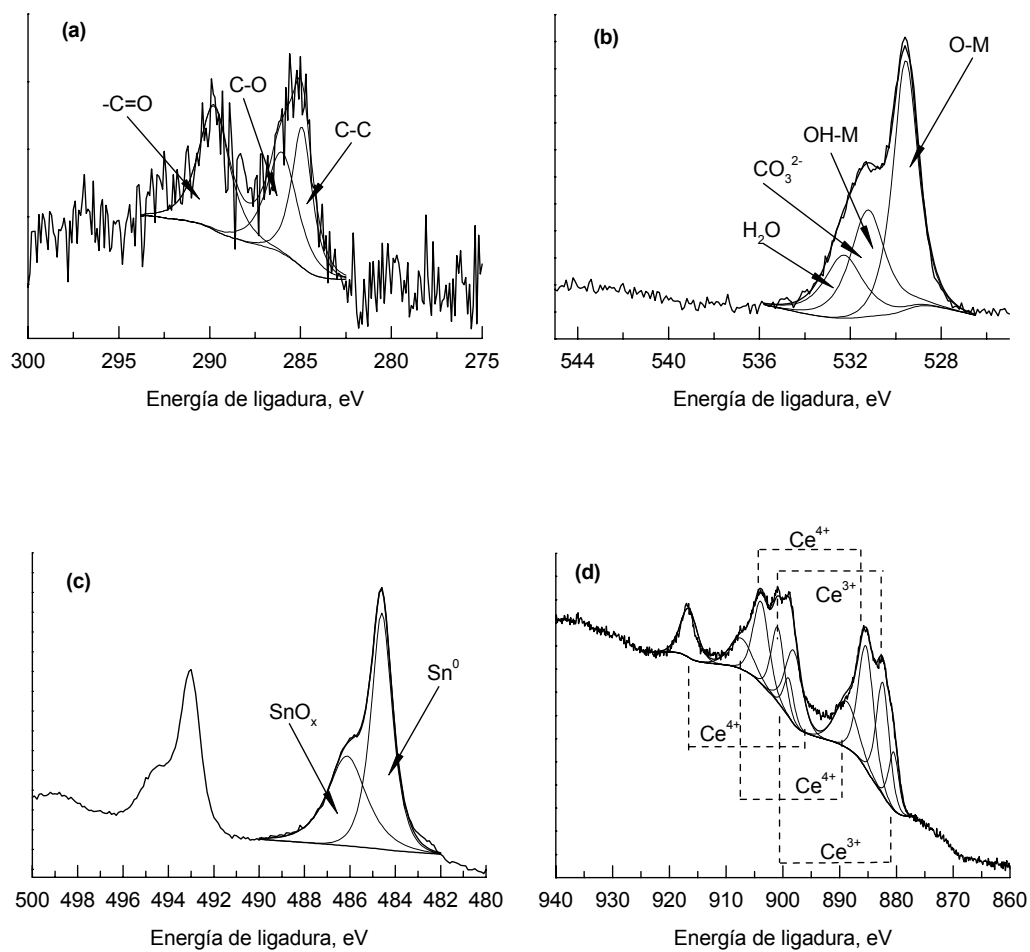 (a)
-C=O
C-O
C-C
300 295 290 285 280 275
Energía de ligadura, eV
(b)
O-M
OH-M
CO₃²⁻
H₂O
544 540 536 532 528
Energía de ligadura, eV
(c)
Sn⁰
SnOₓ
500 498 496 494 492 490 488 486 484 482 480
Energía de ligadura, eV
(d)
Ce⁴⁺
Ce³⁺
Ce⁴⁺
Ce⁴⁺
Ce³⁺
940 930 920 910 900 890 880 870 860
Energía de ligadura, eV